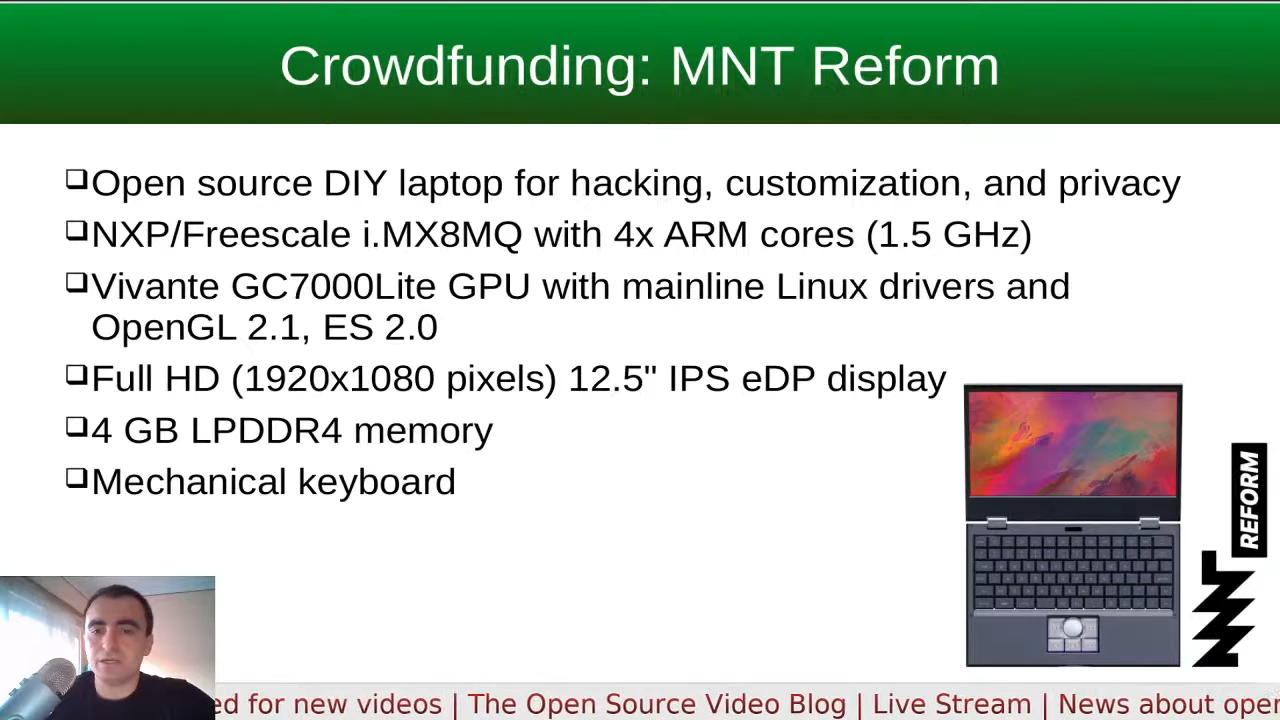 Crowdfunding: MNT Reform
Open source DIY laptop for hacking, customization, and privacy
NXP/Freescale i.MX8MQ with 4x ARM cores (1.5 GHz)
Vivante GC7000Lite GPU with mainline Linux drivers and
OpenGL 2.1, ES 2.0
Full HD (1920x1080 pixels) 12.5" IPS eDP display
4 GB LPDDR4 memory
Mechanical keyboard
REFORM
MNT
ed for new videos | The Open Source Video Blog | Live Stream | News about oper